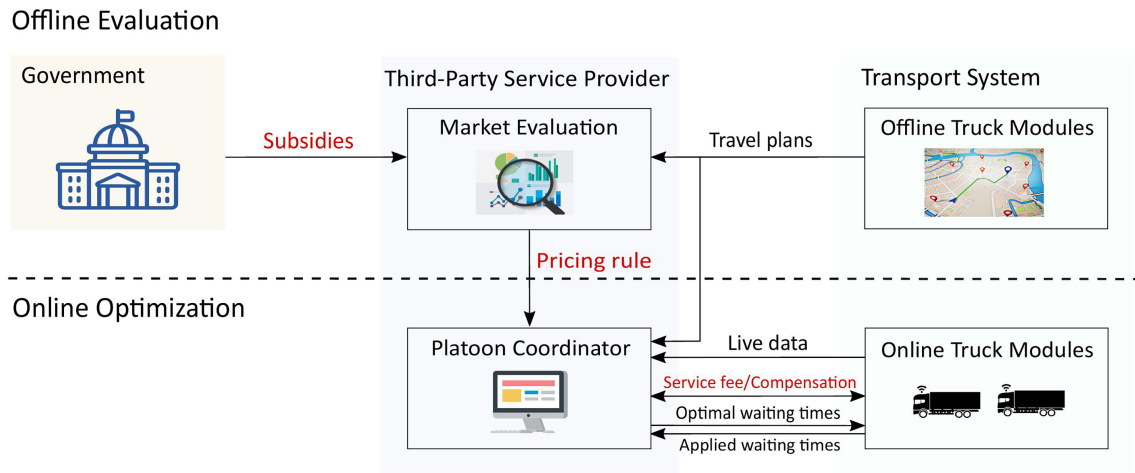 Offline Evaluation
Government
Third-Party Service Provider
Transport System
Market Evaluation
Offline Truck Modules
Subsidies
Travel plans
Pricing rule
Online Optimization
Platoon Coordinator
Live data
Online Truck Modules
Service fee/Compensation
Optimal waiting times
Applied waiting times